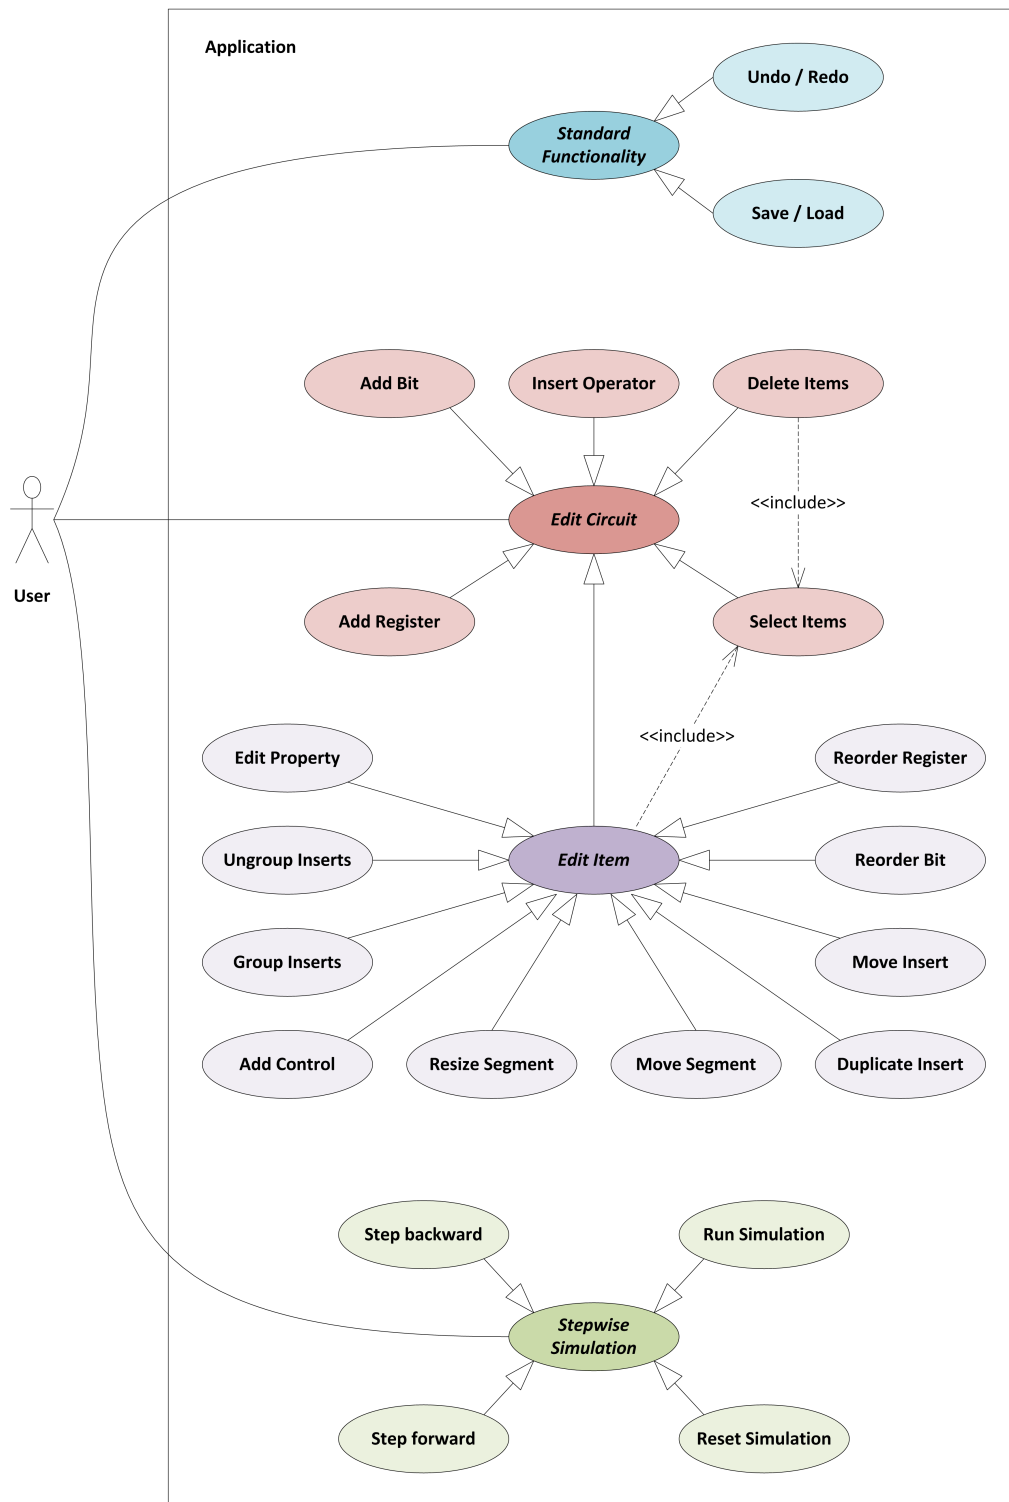 Application
Undo / Redo
Standard
Functionality
Save / Load
Add Bit
Insert Operator
Delete Items
<<include>>
Edit Circuit
User
Add Register
Select Items
<<include>>
Edit Property
Reorder Register
Ungroup Inserts
Edit Item
Reorder Bit
Group Inserts
Move Insert
Add Control
Resize Segment
Move Segment
Duplicate Insert
Step backward
Run Simulation
Stepwise
Simulation
Step forward
Reset Simulation